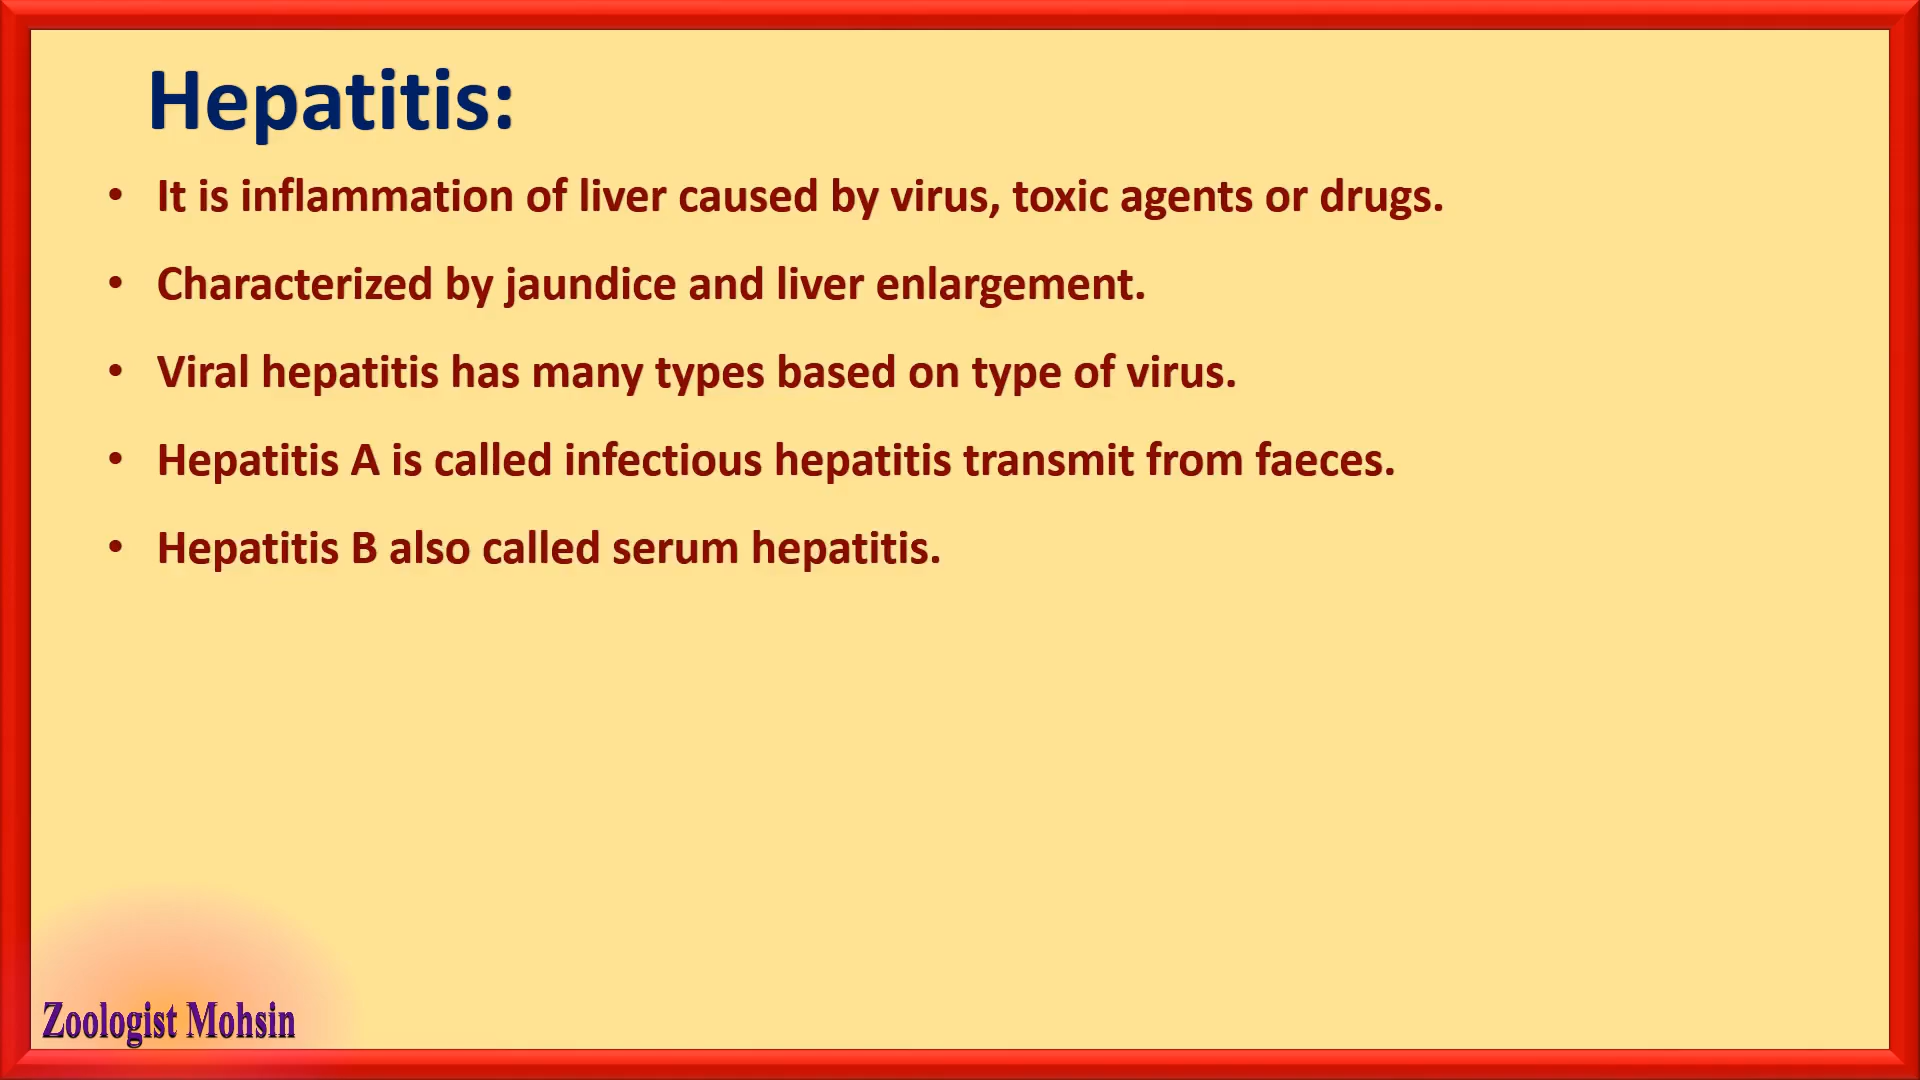 Hepatitis:
• It is inflammation of liver caused by virus, toxic agents or drugs.
• Characterized by jaundice and liver enlargement.
• Viral hepatitis has many types based on type of virus.
• Hepatitis A is called infectious hepatitis transmit from faeces.
• Hepatitis B also called serum hepatitis.
Zoologist Mohsin